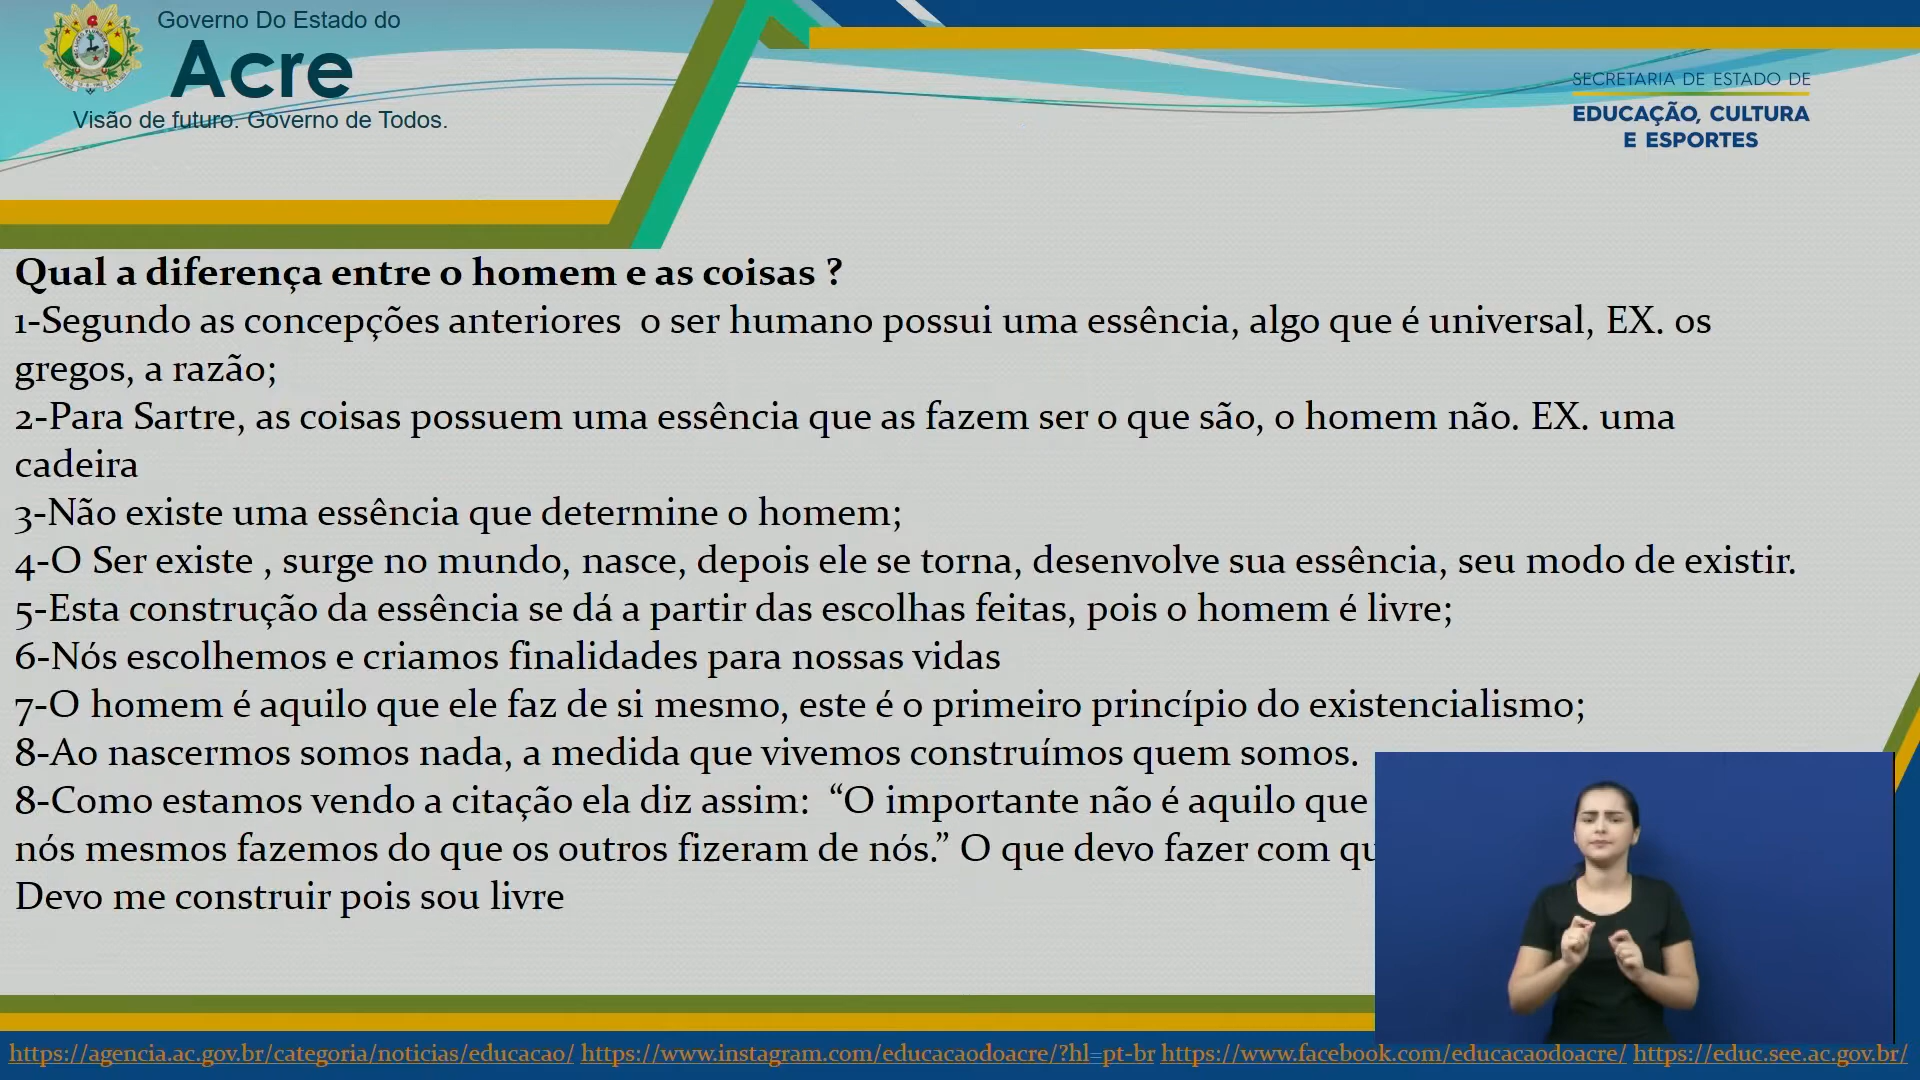 Governo Do Estado do
Acre
Visão de futuro. Governo de Todos.
SECRETARIA DE ESTADO DE
EDUCAÇÃO, CULTURA
E ESPORTES
Qual a diferença entre o homem e as coisas ?
1-Segundo as concepções anteriores  o ser humano possui uma essência, algo que é universal, EX. os
gregos, a razão;
2-Para Sartre, as coisas possuem uma essência que as fazem ser o que são, o homem não. EX. uma
cadeira
3-Não existe uma essência que determine o homem;
4-O Ser existe , surge no mundo, nasce, depois ele se torna, desenvolve sua essência, seu modo de existir.
5-Esta construção da essência se dá a partir das escolhas feitas, pois o homem é livre;
6-Nós escolhemos e criamos finalidades para nossas vidas
7-O homem é aquilo que ele faz de si mesmo, este é o primeiro princípio do existencialismo;
8-Ao nascermos somos nada, a medida que vivemos construímos quem somos.
8-Como estamos vendo a citação ela diz assim:  “O importante não é aquilo que
nós mesmos fazemos do que os outros fizeram de nós.” O que devo fazer com
Devo me construir pois sou livre
https://agencia.ac.gov.br/categoria/noticias/educacao/ https://www.instagram.com/educacaodoacre/?hl=pt-br https://www.facebook.com/educacaodoacre/ https://educ.see.ac.gov.br/